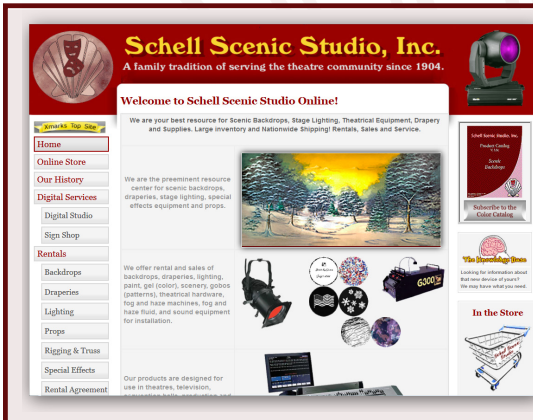 Schell Scenic Studio, Inc.
A family tradition of serving the theatre community since 1904.
Welcome to Schell Scenic Studio Online!
We are your best resource for Scenic Backdrops, Stage Lighting, Theatrical Equipment, Drapery
and Supplies. Large inventory and Nationwide Shipping! Rentals, Sales and Service.
Xmarks Top Site
Home
Online Store
Our History
Digital Services
Digital Studio
Sign Shop
Rentals
Backdrops
Draperies
Lighting
Props
Rigging & Truss
Special Effects
Rental Agreement
We are the preeminent resource
center for scenic backdrops,
draperies, stage lighting, special
effects equipment and props.
We offer rental and sales of
backdrops, draperies, lighting,
paint, gel (color), scenery, gobos
(patterns), theatrical hardware,
fog and haze machines, fog and
haze fluid, and sound equipment
for installation.
G300
Our products are designed for
use in theatres, television,
Schell Scenic Studio, Inc.
Product Catalog
Scenic
Backdrops
Subscribe to the
Color Catalog
The Knowledge Base
Looking for information about
that new device of yours?
We may have what you need.
In the Store
Schell Scenic
Studio